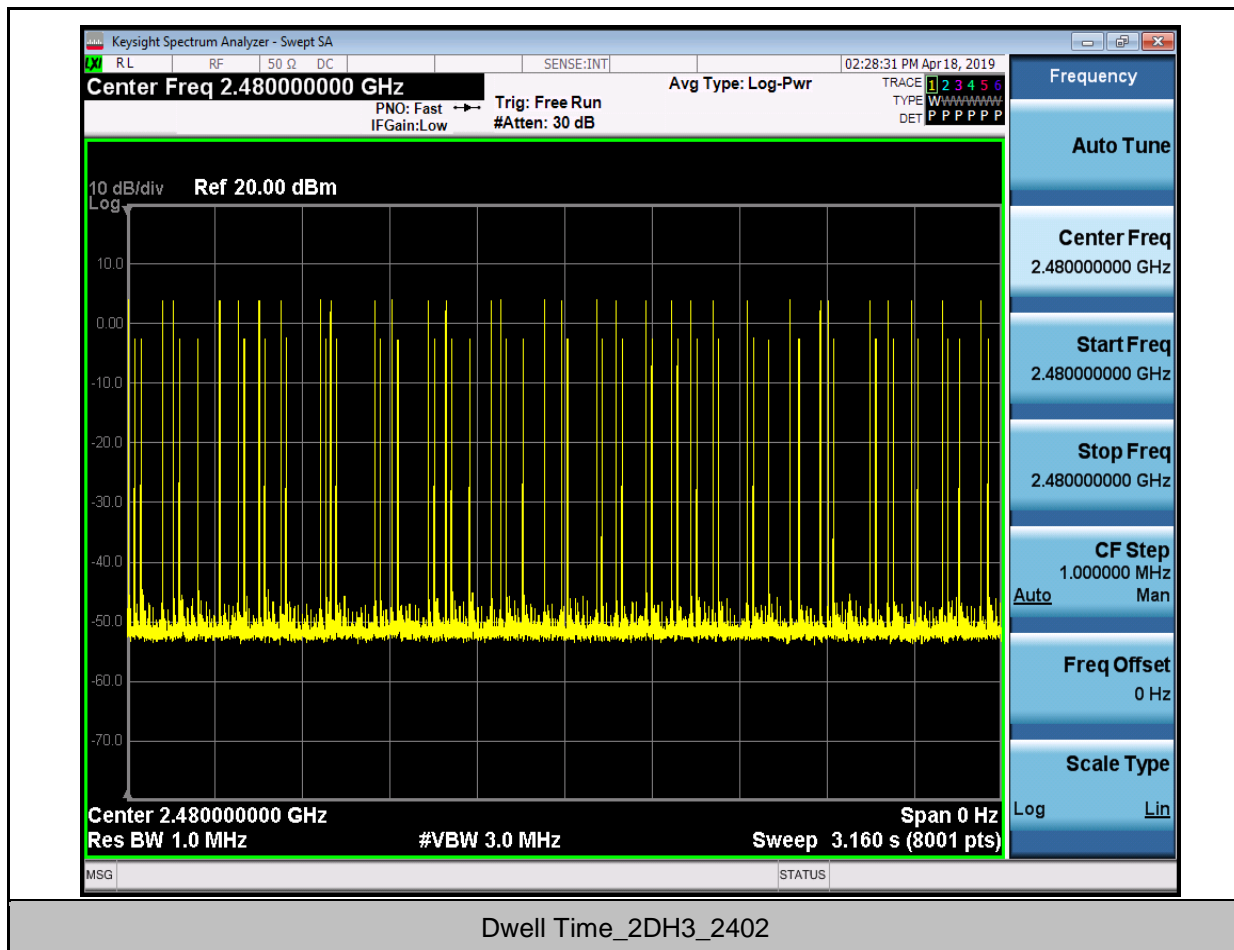 Keysight Spectrum Analyzer - Swept SA
LXI RL RF 50 Ω DC SENSE:INT 02:28:31 PM Apr 18, 2019
Center Freq 2.480000000 GHz Avg Type: Log-Pwr TRACE 1 2 3 4 5 6
PNO: Fast Trig: Free Run TYPE WWWWWW
IFGain:Low #Atten: 30 dB DET P P P P P P
10 dB/div Ref 20.00 dBm
Log
10.0
0.00
-10.0
-20.0
-30.0
-40.0
-50.0
-60.0
-70.0
Center 2.480000000 GHz Span 0 Hz
Res BW 1.0 MHz #VBW 3.0 MHz Sweep 3.160 s (8001 pts)
MSG STATUS
Frequency
Auto Tune
Center Freq
2.480000000 GHz
Start Freq
2.480000000 GHz
Stop Freq
2.480000000 GHz
CF Step
1.000000 MHz
Auto Man
Freq Offset
0 Hz
Scale Type
Log Lin
Dwell Time_2DH3_2402